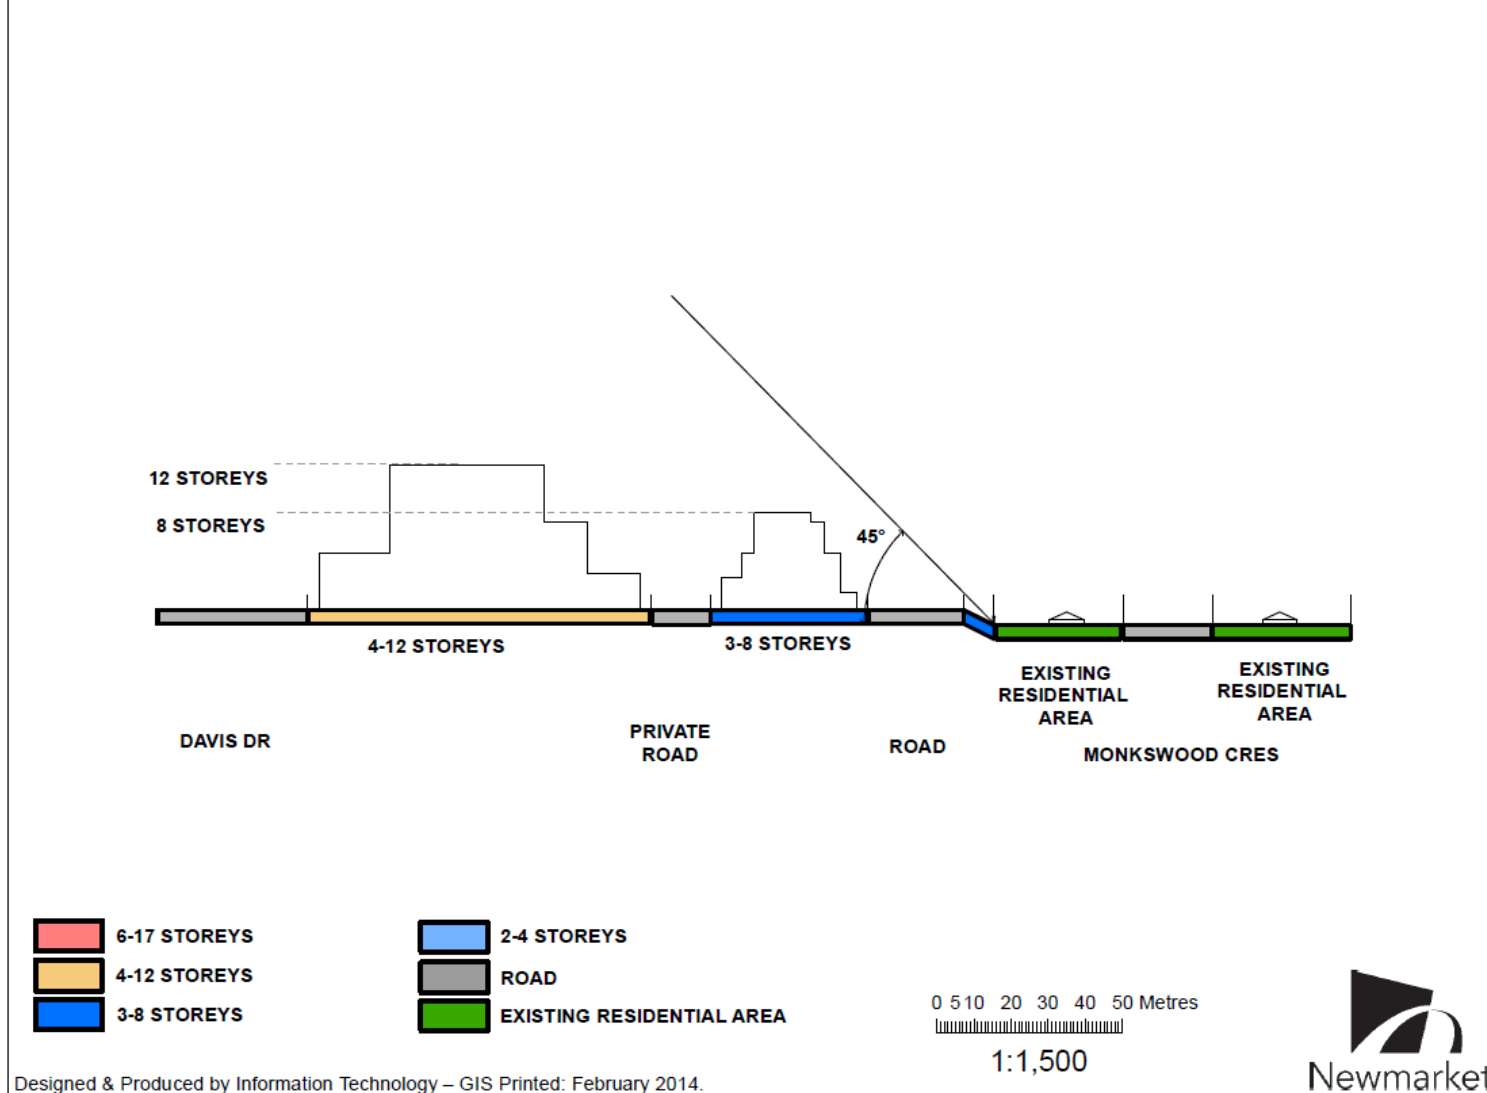 12 STOREYS
8 STOREYS
45°
4-12 STOREYS
3-8 STOREYS
EXISTING
RESIDENTIAL
AREA
EXISTING
RESIDENTIAL
AREA
DAVIS DR
PRIVATE
ROAD
ROAD
MONKSWOOD CRES
6-17 STOREYS
4-12 STOREYS
3-8 STOREYS
2-4 STOREYS
ROAD
EXISTING RESIDENTIAL AREA
0 5 10 20 30 40 50 Metres
1:1,500
Newmarket
Designed & Produced by Information Technology – GIS Printed: February 2014.